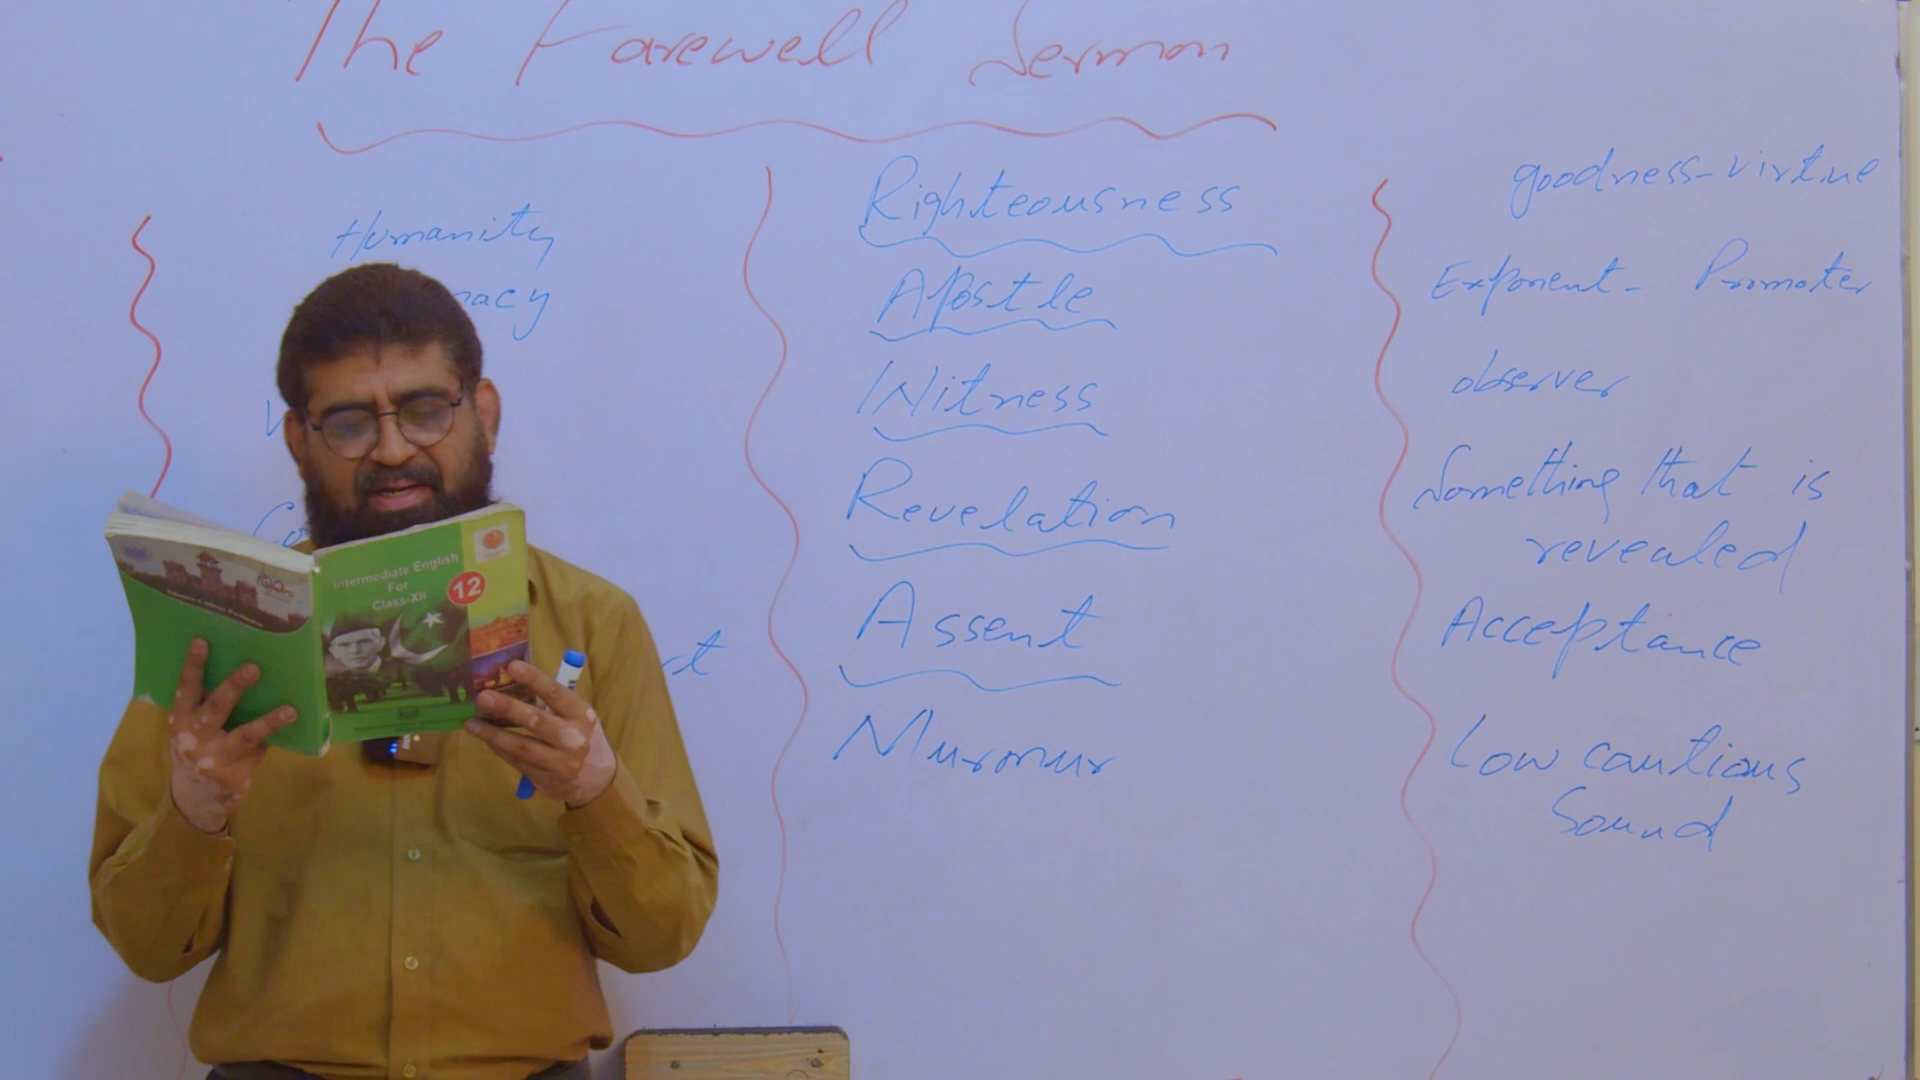 The Farewell Sermon
Humanity
Righteousness
goodness-virtue
Apostle
Exponent - Promoter
Witness
observer
Revelation
Something that is
revealed
Assent
Acceptance
Murmur
Low cautious
Sound
Intermediate English
For
Class-XII
12